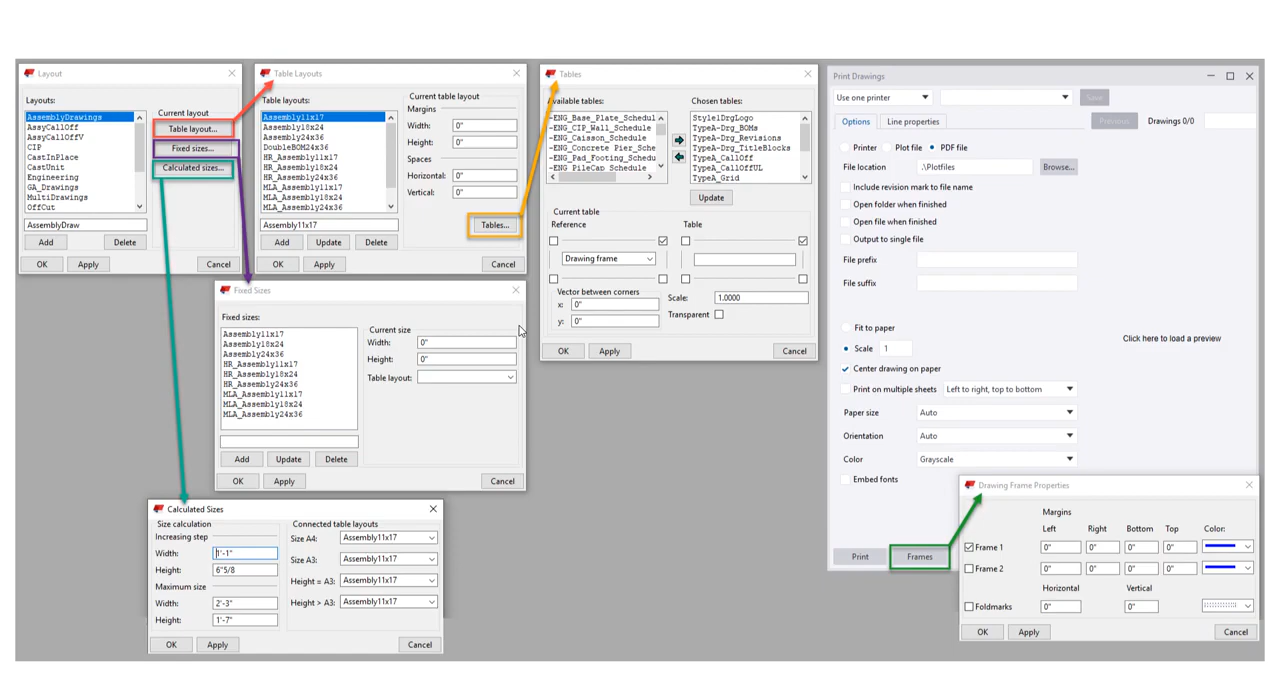 Layout
Layouts:
AssemblyDrawings
AssyCallOff
AssyCallOffV
CIP
CastInPlace
CastUnit
Engineering
GA_Drawings
MultiDrawings
OffCut
AssemblyDraw
Add
Delete
OK
Apply
Cancel
Current layout
Table layout...
Fixed sizes...
Calculated sizes...
Table Layouts
Table layouts:
Assembly11x17
Assembly18x24
Assembly24x36
DoubleBOM24x36
HR_Assembly11x17
HR_Assembly18x24
HR_Assembly24x36
MLA_Assembly11x17
MLA_Assembly18x24
MLA_Assembly24x36
Assembly11x17
Add
Update
Delete
OK
Apply
Cancel
Current table layout
Margins
Width: 0"
Height: 0"
Spaces
Horizontal: 0"
Vertical: 0"
Tables...
Tables
Available tables:
-ENG_Base_Plate_Schedul
-ENG_CIP_Wall_Schedule
-ENG_Caisson_Schedule
-ENG_Concrete Pier_Sche
-ENG_Pad_Footing_Schedu
-ENG_PileCap Schedule
Chosen tables:
Style1DrgLogo
TypeA-Drg_BOMs
TypeA-Drg_Revisions
TypeA-Drg_TitleBlocks
TypeA_CallOff
TypeA_CallOffUL
TypeA_Grid
Update
Current table
Reference
Table
Drawing frame
Vector between corners
x: 0"
y: 0"
Scale: 1.0000
Transparent
OK
Apply
Cancel
Fixed Sizes
Fixed sizes:
Assembly11x17
Assembly18x24
Assembly24x36
HR_Assembly11x17
HR_Assembly18x24
HR_Assembly24x36
MLA_Assembly11x17
MLA_Assembly18x24
MLA_Assembly24x36
Add
Update
Delete
OK
Apply
Cancel
Current size
Width: 0"
Height: 0"
Table layout:
Calculated Sizes
Size calculation
Increasing step
Width: 1'-1"
Height: 6"5/8
Maximum size
Width: 2'-3"
Height: 1'-7"
Connected table layouts
Size A4: Assembly11x17
Size A3: Assembly11x17
Height = A3: Assembly11x17
Height > A3: Assembly11x17
OK
Apply
Cancel
Print Drawings
Use one printer
Save
Options
Line properties
Previous
Drawings 0/0
Printer
Plot file
PDF file
File location
.\Plotfiles
Browse...
Include revision mark to file name
Open folder when finished
Open file when finished
Output to single file
File prefix
File suffix
Fit to paper
Scale 1
Center drawing on paper
Print on multiple sheets
Left to right, top to bottom
Paper size
Auto
Orientation
Auto
Color
Grayscale
Embed fonts
Click here to load a preview
Print
Frames
Drawing Frame Properties
Margins
Left Right Bottom Top Color:
Frame 1 0" 0" 0" 0"
Frame 2 0" 0" 0" 0"
Horizontal Vertical
Foldmarks 0" 0"
OK
Apply
Cancel